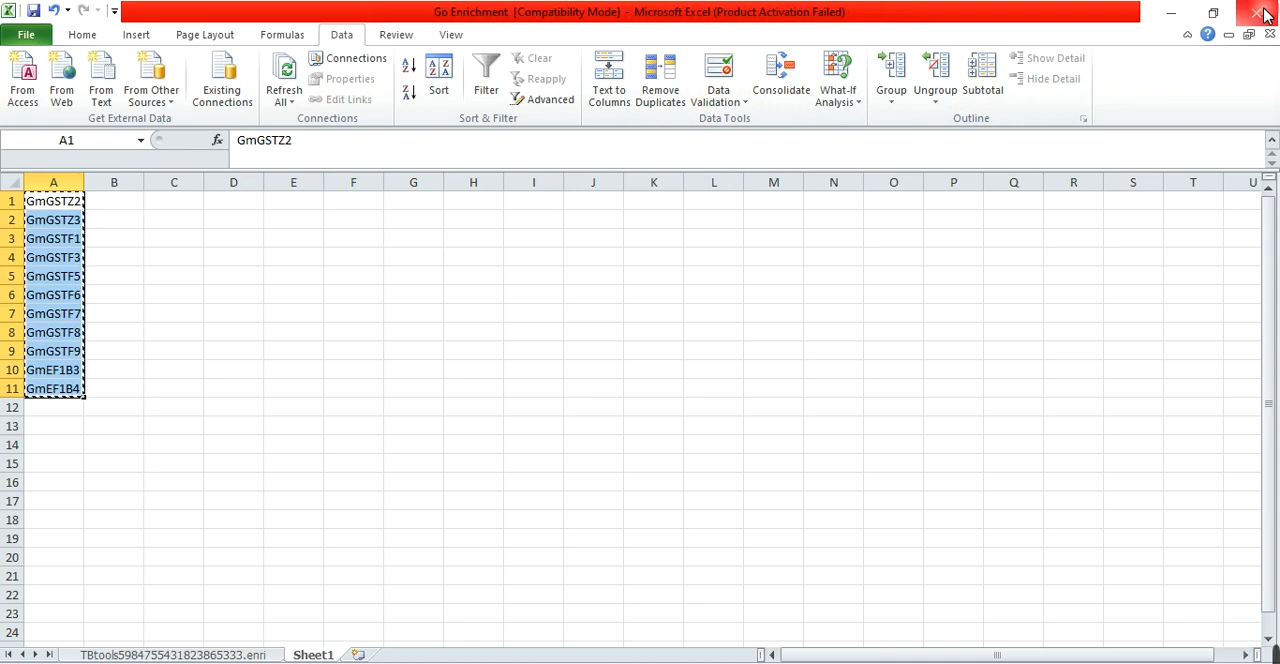 Go Enrichment [Compatibility Mode] - Microsoft Excel (Product Activation Failed)
File Home Insert Page Layout Formulas Data Review View
From Access
From Web
From Text
From Other Sources
Existing Connections
Get External Data
Refresh All
Connections
Properties
Edit Links
Connections
Sort
Filter
Clear
Reapply
Advanced
Sort & Filter
Text to Columns
Remove Duplicates
Data Validation
Consolidate
What-If Analysis
Data Tools
Group
Ungroup
Subtotal
Show Detail
Hide Detail
Outline
A1 fx GmGSTZ2
A B C D E F G H I J K L M N O P Q R S T U
1 GmGSTZ2
2 GmGSTZ3
3 GmGSTF1
4 GmGSTF3
5 GmGSTF5
6 GmGSTF6
7 GmGSTF7
8 GmGSTF8
9 GmGSTF9
10 GmEF1B3
11 GmEF1B4
12
13
14
15
16
17
18
19
20
21
22
23
24
TBtools5984755431823865333.enri Sheet1